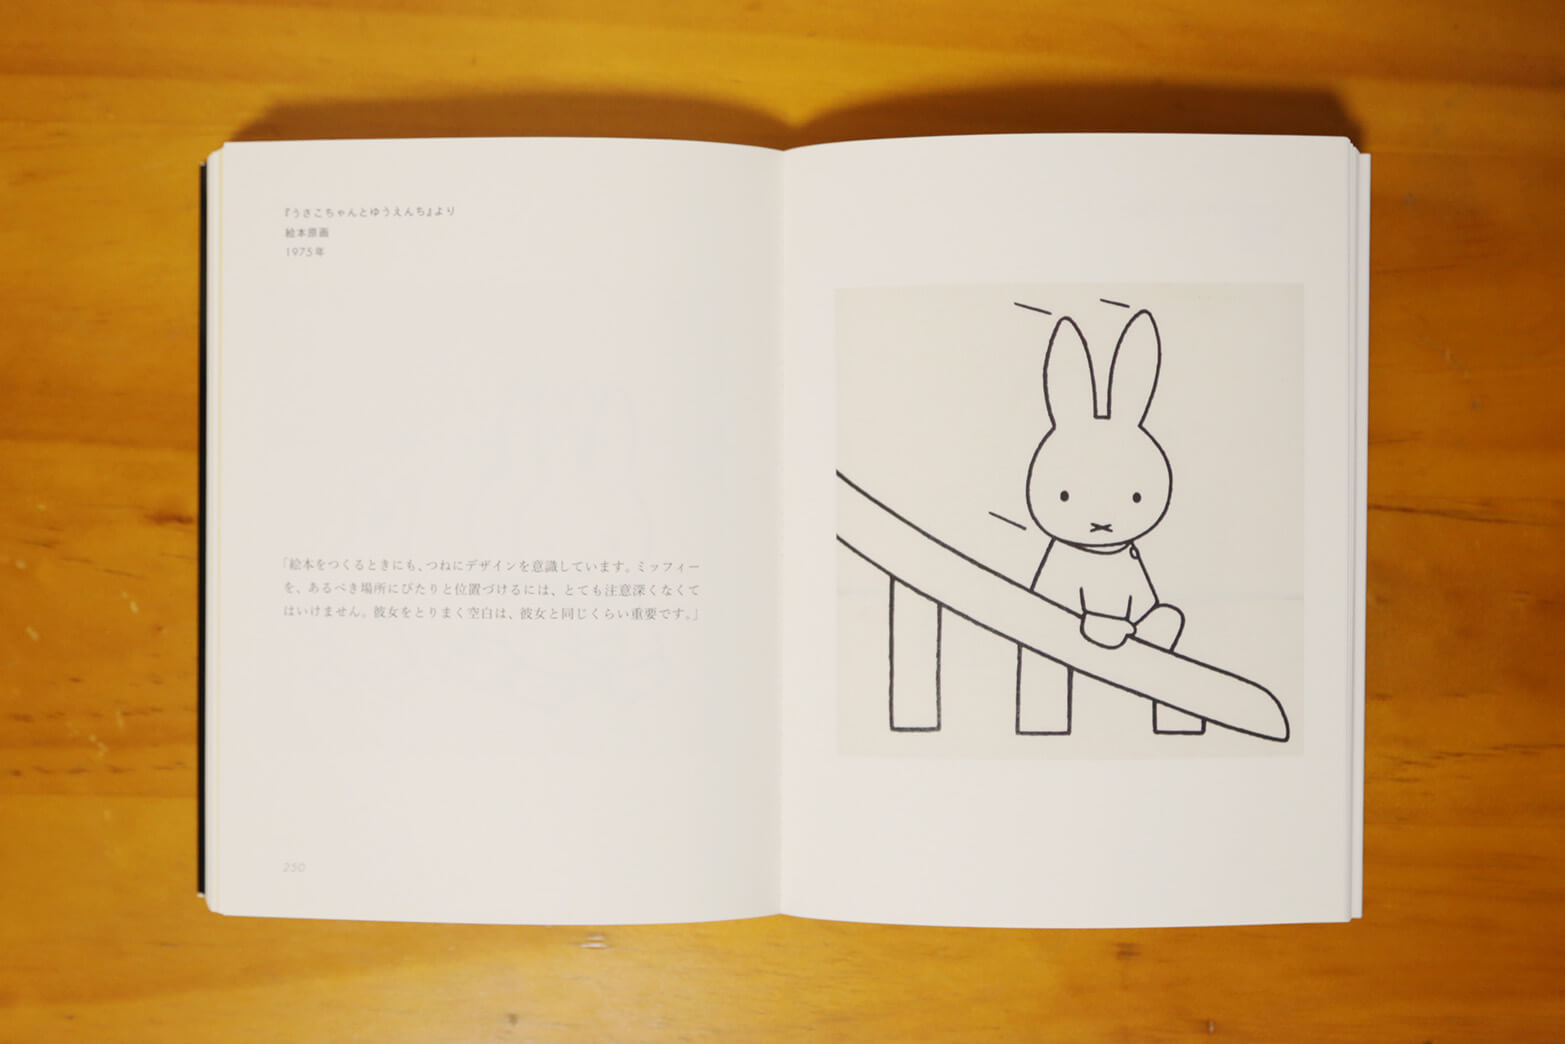 『うさこちゃんとゆうえんち』より
絵本原画
1975年
「絵本をつくるときにも、つねにデザインを意識しています。ミッフィー
を、あるべき場所にぴたりと位置づけるには、とても注意深くなくて
はいけません。彼女をとりまく空白は、彼女と同じくらい重要です。」
250